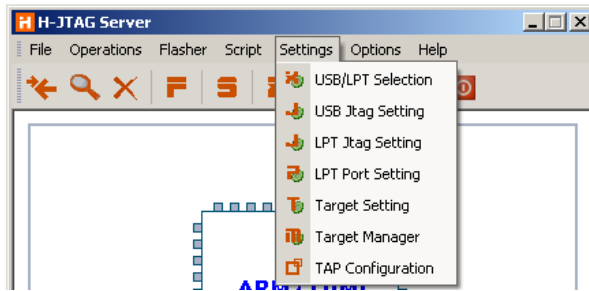 H-JTAG Server
File Operations Flasher Script Settings Options Help
USB/LPT Selection
USB Jtag Setting
LPT Jtag Setting
LPT Port Setting
Target Setting
Target Manager
TAP Configuration